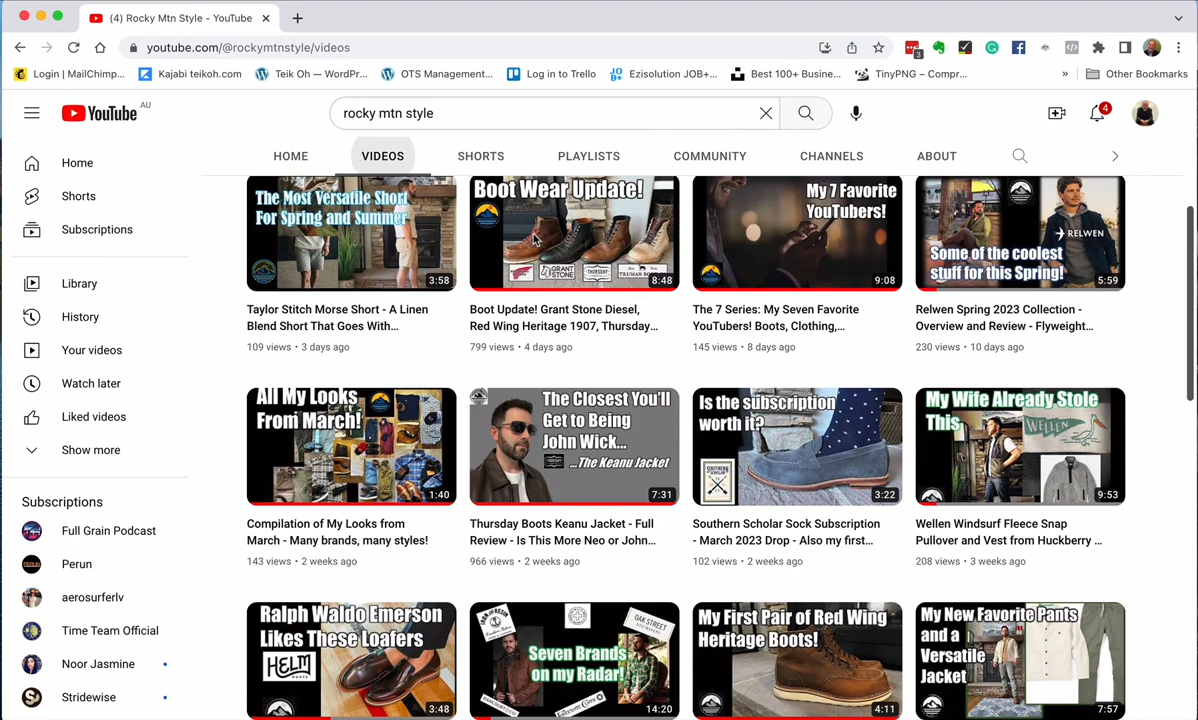 (4) Rocky Mtn Style - YouTube
youtube.com/@rockymtnstyle/videos
3
Login | MailChimp...
Kajabi teikoh.com
Teik Oh — WordPr...
OTS Management...
Log in to Trello
Ezisolution JOB+...
Best 100+ Busine...
TinyPNG – Compr...
»
Other Bookmarks
YouTube AU
rocky mtn style
4
HOME
VIDEOS
SHORTS
PLAYLISTS
COMMUNITY
CHANNELS
ABOUT
Home
Shorts
Subscriptions
Library
History
Your videos
Watch later
Liked videos
Show more
Subscriptions
Full Grain Podcast
Perun
aerosurferlv
Time Team Official
Noor Jasmine
Stridewise
The Most Versatile Short
For Spring and Summer
3:58
Taylor Stitch Morse Short - A Linen
Blend Short That Goes With...
109 views • 3 days ago
Boot Wear Update!
GRANT
STONE
THURSDAY
TRUMAN BO
8:48
Boot Update! Grant Stone Diesel,
Red Wing Heritage 1907, Thursday...
799 views • 4 days ago
My 7 Favorite
YouTubers!
9:08
The 7 Series: My Seven Favorite
YouTubers! Boots, Clothing,...
145 views • 8 days ago
RELWEN
Some of the coolest
stuff for this Spring!
5:59
Relwen Spring 2023 Collection -
Overview and Review - Flyweight...
230 views • 10 days ago
All My Looks
From March!
1:40
Compilation of My Looks from
March - Many brands, many styles!
143 views • 2 weeks ago
The Closest You'll
Get to Being
John Wick...
...The Keanu Jacket
7:31
Thursday Boots Keanu Jacket - Full
Review - Is This More Neo or John...
966 views • 2 weeks ago
Is the subscription
worth it?
SOUTHERN
SCHOLAR
3:22
Southern Scholar Sock Subscription
- March 2023 Drop - Also my first...
102 views • 2 weeks ago
My Wife Already Stole
This
WELLEN
9:53
Wellen Windsurf Fleece Snap
Pullover and Vest from Huckberry ...
208 views • 3 weeks ago
Ralph Waldo Emerson
Likes These Loafers
HELM
BOOTS
3:48
OAK STREET
Seven Brands
on my Radar!
14:20
My First Pair of Red Wing
Heritage Boots!
4:11
My New Favorite Pants
and a
Versatile
Jacket
7:57